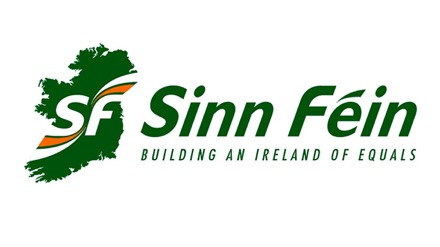 SF
Sinn Féin
BUILDING AN IRELAND OF EQUALS